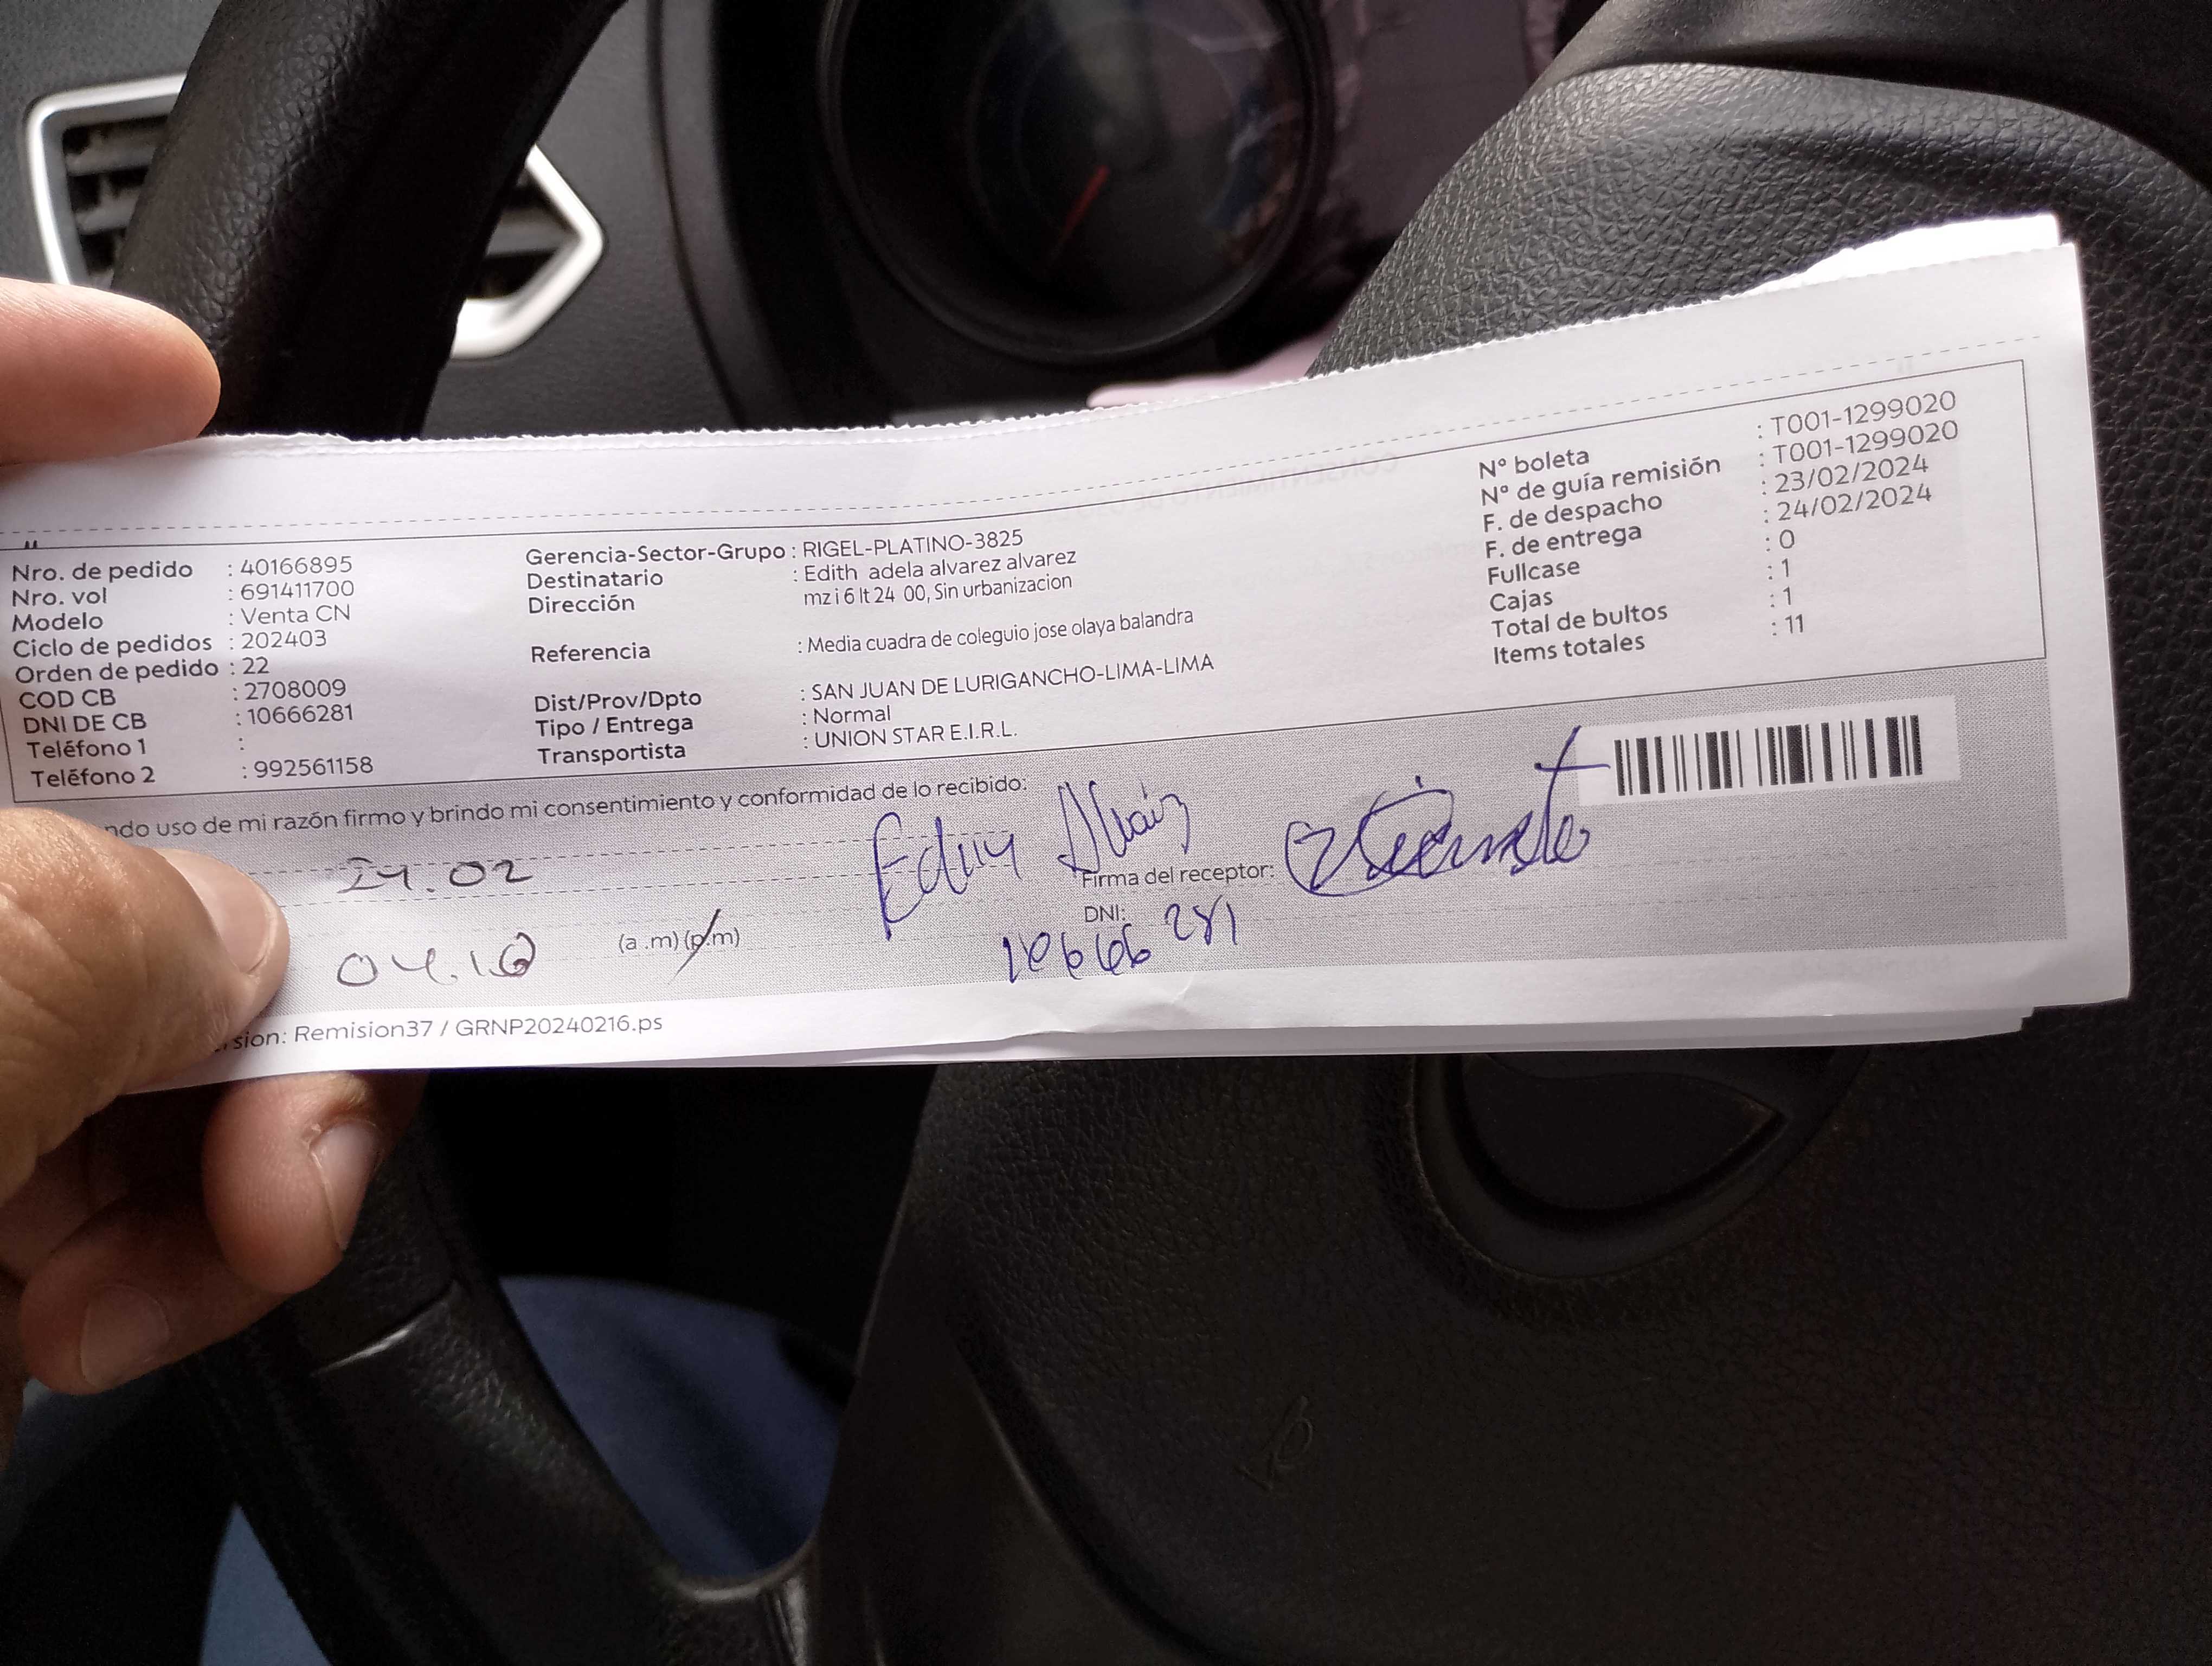 Nro. de pedido : 40166895
Nro. vol : 691411700
Modelo : Venta CN
Ciclo de pedidos : 202403
Orden de pedido : 22
COD CB : 2708009
DNI DE CB : 10666281
Teléfono 1 :
Teléfono 2 : 992561158
Gerencia-Sector-Grupo : RIGEL-PLATINO-3825
Destinatario : Edith adela alvarez alvarez
Dirección mz i 6 lt 24 00, Sin urbanizacion
Referencia : Media cuadra de coleguio jose olaya balandra
Dist/Prov/Dpto : SAN JUAN DE LURIGANCHO-LIMA-LIMA
Tipo / Entrega : Normal
Transportista : UNION STAR E.I.R.L.
N° boleta : T001-1299020
N° de guía remisión : T001-1299020
F. de despacho : 23/02/2024
F. de entrega : 24/02/2024
Fullcase : 0
Cajas : 1
Total de bultos : 1
Items totales : 11
uso de mi razón firmo y brindo mi consentimiento y conformidad de lo recibido:
24.02
Firma del receptor:
DNI:
10666281
04.10 (a.m) (p.m)
Remision37 / GRNP20240216.ps